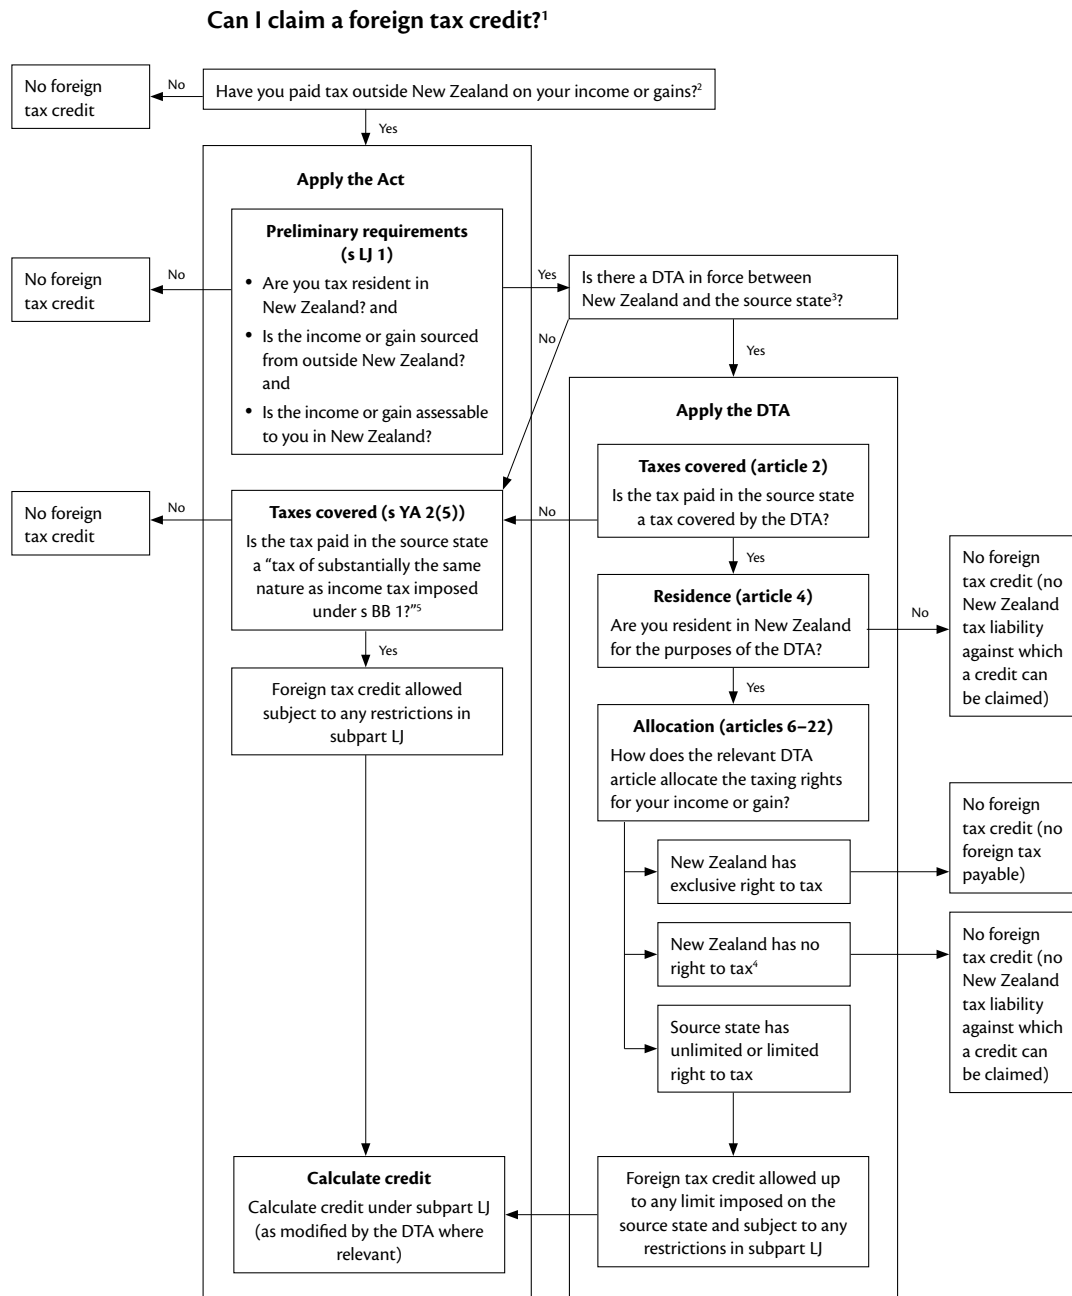 Can I claim a foreign tax credit?¹
No foreign
tax credit
No
Have you paid tax outside New Zealand on your income or gains?²
Yes
Apply the Act
Preliminary requirements
(s LJ 1)
• Are you tax resident in
New Zealand? and
• Is the income or gain sourced
from outside New Zealand?
and
• Is the income or gain assessable
to you in New Zealand?
No
No foreign
tax credit
Yes
Is there a DTA in force between
New Zealand and the source state³?
No
Yes
Apply the DTA
Taxes covered (article 2)
Is the tax paid in the source state
a tax covered by the DTA?
No
Taxes covered (s YA 2(5))
Is the tax paid in the source state
a “tax of substantially the same
nature as income tax imposed
under s BB 1?”⁵
No
No foreign
tax credit
Yes
Foreign tax credit allowed
subject to any restrictions in
subpart LJ
Yes
Residence (article 4)
Are you resident in New Zealand
for the purposes of the DTA?
No
No foreign
tax credit (no
New Zealand
tax liability
against which
a credit can
be claimed)
Yes
Allocation (articles 6–22)
How does the relevant DTA
article allocate the taxing rights
for your income or gain?
New Zealand has
exclusive right to tax
No foreign
tax credit (no
foreign tax
payable)
New Zealand has no
right to tax⁴
No foreign
tax credit (no
New Zealand
tax liability
against which
a credit can
be claimed)
Source state has
unlimited or limited
right to tax
Foreign tax credit allowed up
to any limit imposed on the
source state and subject to any
restrictions in subpart LJ
Calculate credit
Calculate credit under subpart LJ
(as modified by the DTA where
relevant)